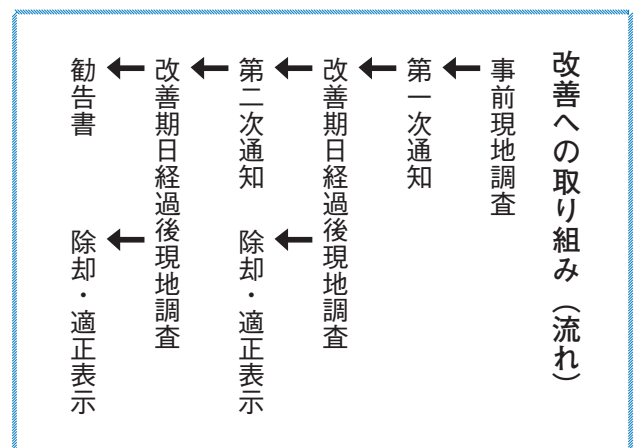 改善への取り組み（流れ）
事前現地調査
第一次通知
改善期日経過後現地調査
第二次通知
除却・適正表示
改善期日経過後現地調査
勧告書
除却・適正表示